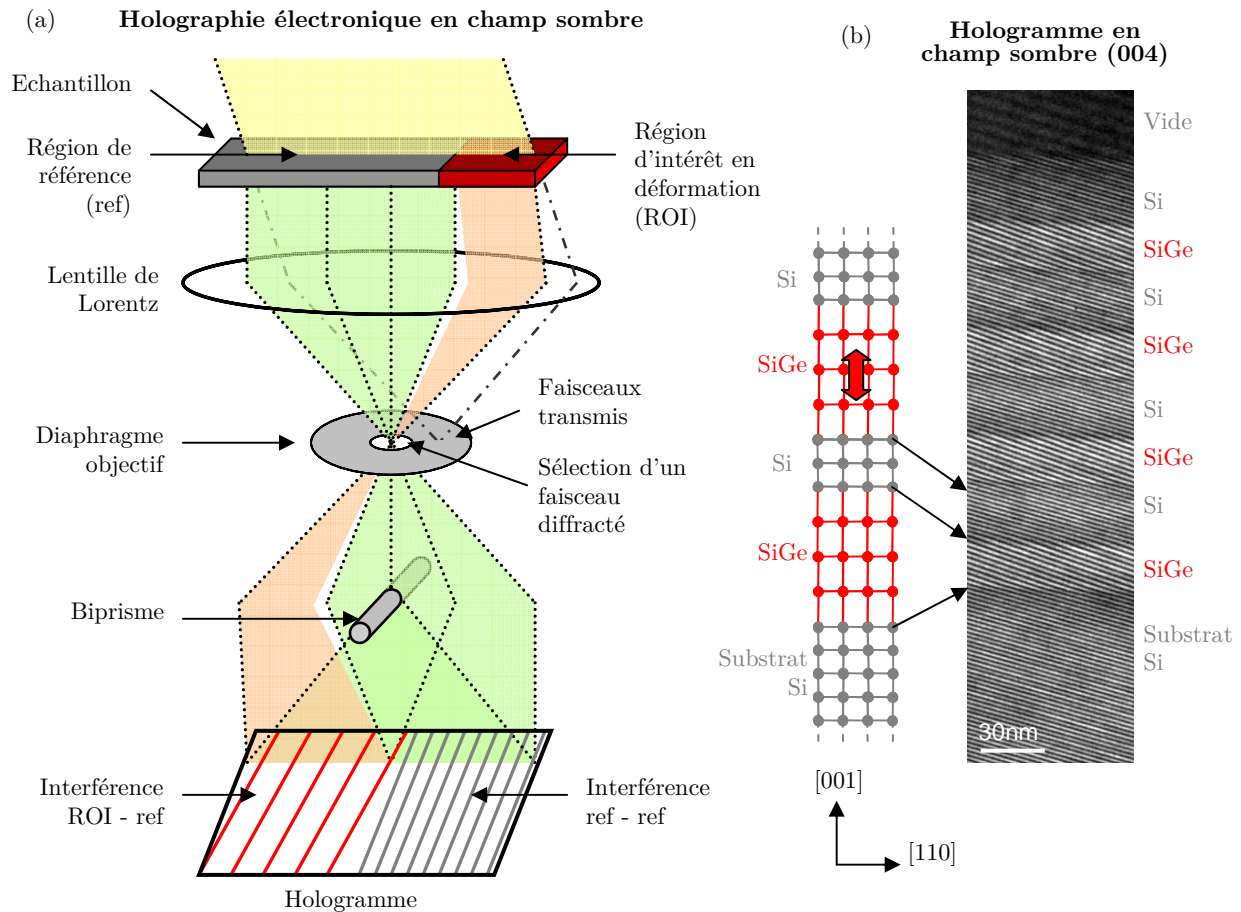 (a)
Holographie électronique en champ sombre
Echantillon
Région de
référence
(ref)
Région
d'intérêt en
déformation
(ROI)
Lentille de
Lorentz
Faisceaux
transmis
Diaphragme
objectif
Sélection d'un
faisceau
diffracté
Biprisme
Interférence
ROI - ref
Interférence
ref - ref
Hologramme
(b)
Hologramme en
champ sombre (004)
Si
SiGe
Si
SiGe
Substrat
Si
Vide
Si
SiGe
Si
SiGe
Si
SiGe
Si
SiGe
Substrat
Si
30nm
[001]
[110]